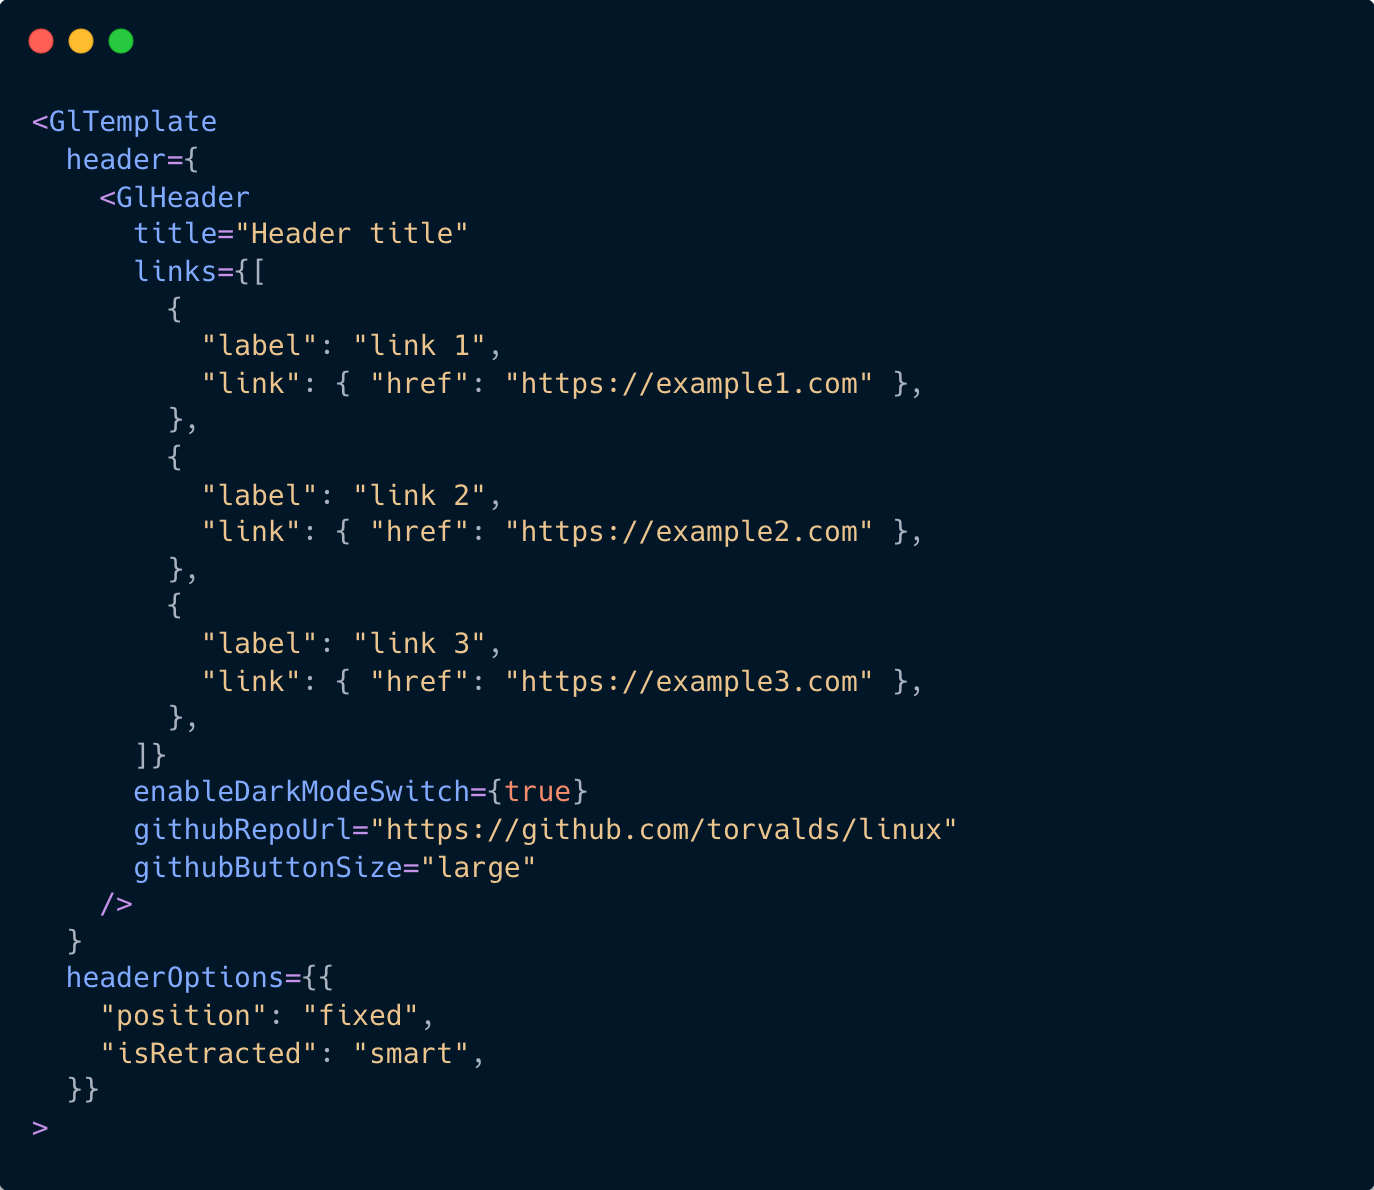 <GlTemplate
  header={
    <GlHeader
      title="Header title"
      links={[
        {
          "label": "link 1",
          "link": { "href": "https://example1.com" },
        },
        {
          "label": "link 2",
          "link": { "href": "https://example2.com" },
        },
        {
          "label": "link 3",
          "link": { "href": "https://example3.com" },
        },
      ]}
      enableDarkModeSwitch={true}
      githubRepoUrl="https://github.com/torvalds/linux"
      githubButtonSize="large"
    />
  }
  headerOptions={{
    "position": "fixed",
    "isRetracted": "smart",
  }}
>